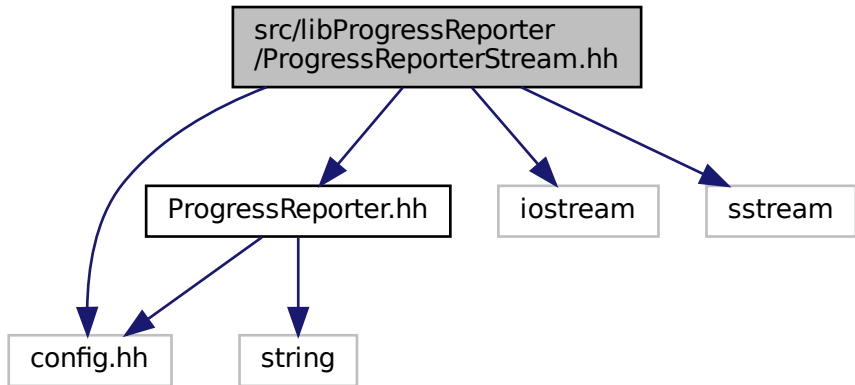 src/libProgressReporter
/ProgressReporterStream.hh
ProgressReporter.hh
iostream
sstream
config.hh
string